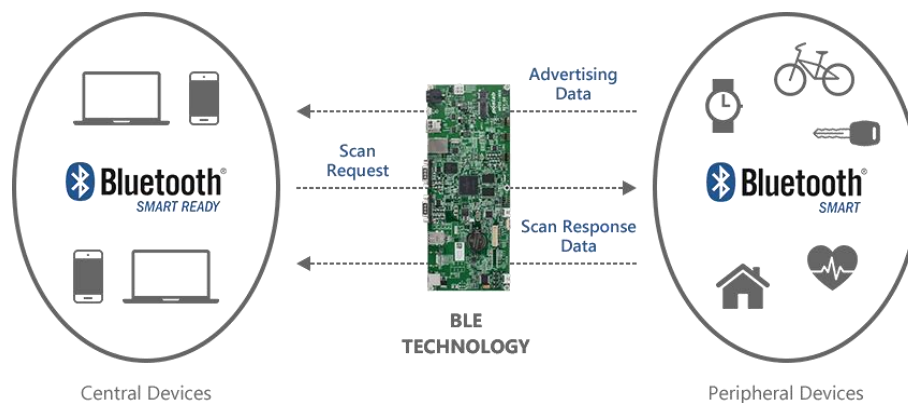 Advertising
Data
Scan
Request
Bluetooth®
SMART READY
Bluetooth®
SMART
Scan Response
Data
BLE
TECHNOLOGY
Central Devices
Peripheral Devices